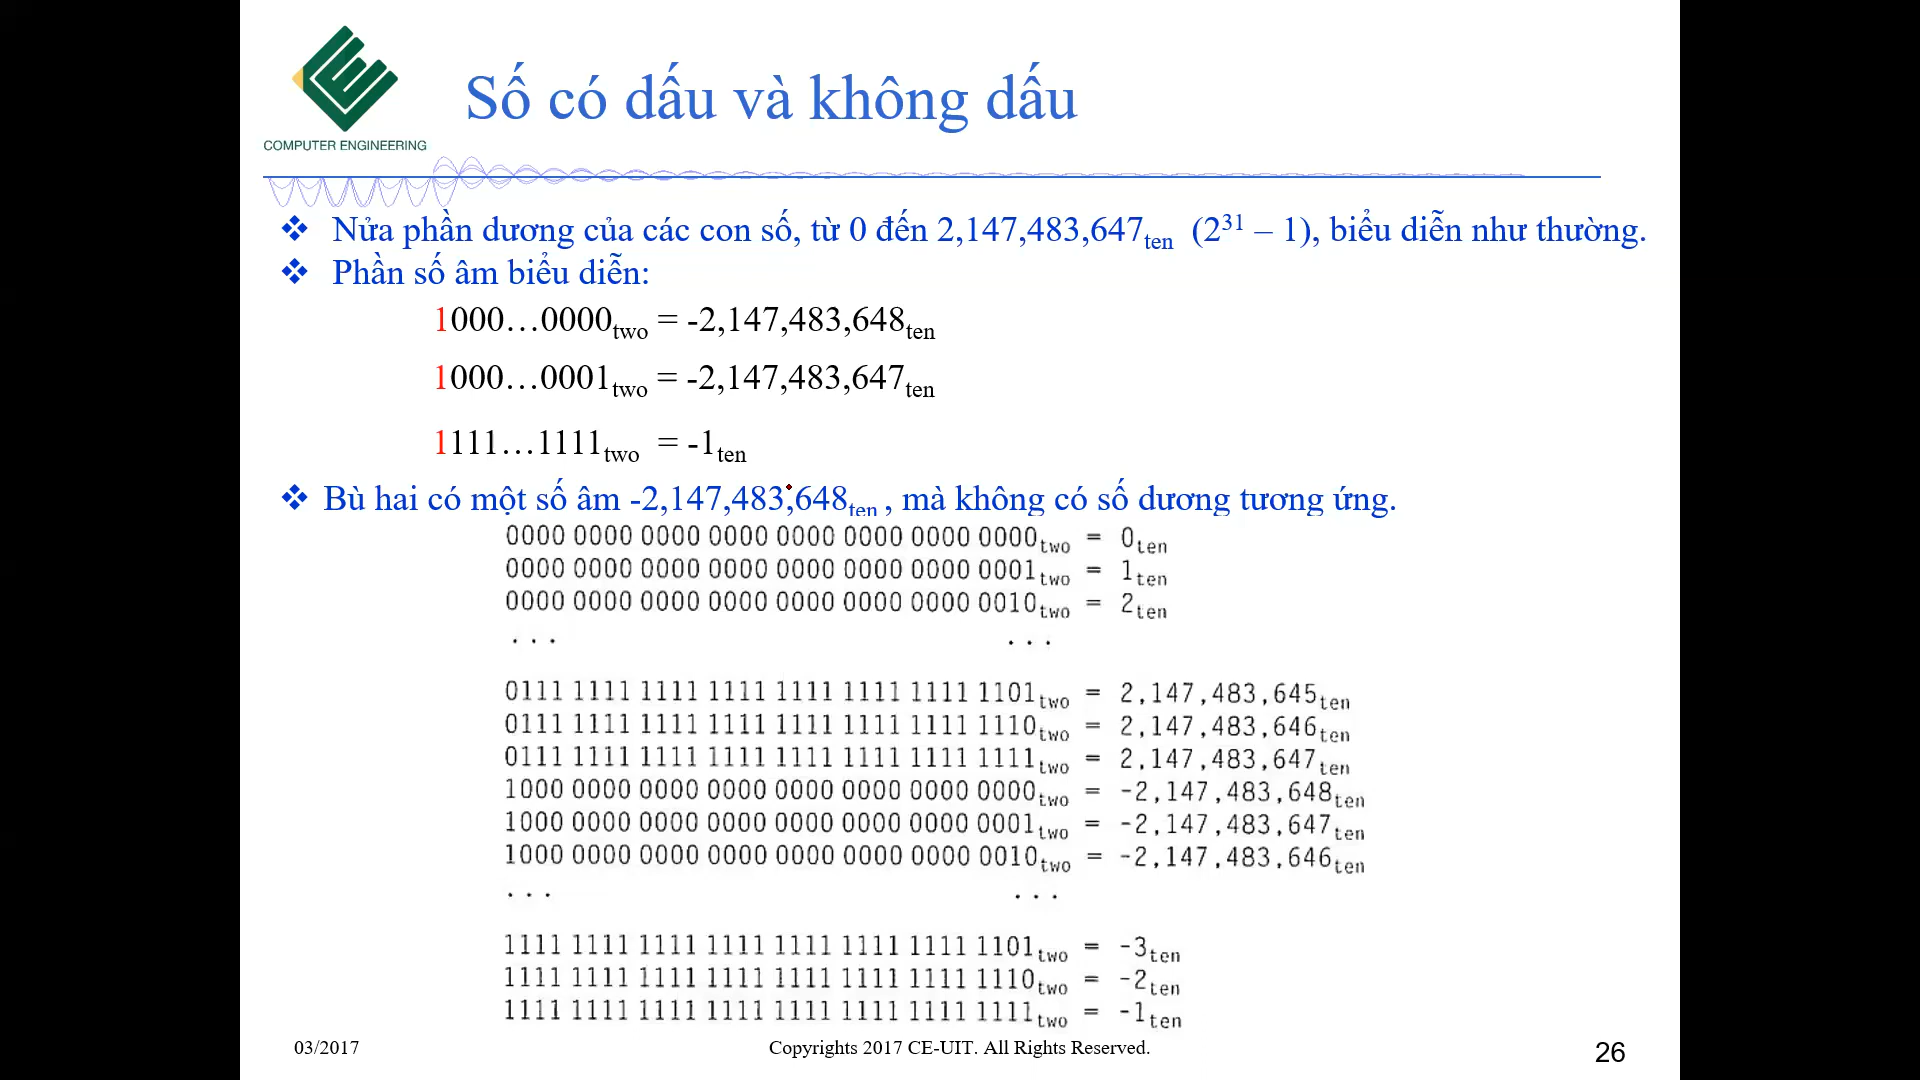 COMPUTER ENGINEERING
Số có dấu và không dấu
❖ Nửa phần dương của các con số, từ 0 đến 2,147,483,647ten (2³¹ – 1), biểu diễn như thường.
❖ Phần số âm biểu diễn:
1000…0000two = -2,147,483,648ten
1000…0001two = -2,147,483,647ten
1111…1111two = -1ten
❖ Bù hai có một số âm -2,147,483,648ten , mà không có số dương tương ứng.
0000 0000 0000 0000 0000 0000 0000 0000two = 0ten
0000 0000 0000 0000 0000 0000 0000 0001two = 1ten
0000 0000 0000 0000 0000 0000 0000 0010two = 2ten
... ...
0111 1111 1111 1111 1111 1111 1111 1101two = 2,147,483,645ten
0111 1111 1111 1111 1111 1111 1111 1110two = 2,147,483,646ten
0111 1111 1111 1111 1111 1111 1111 1111two = 2,147,483,647ten
1000 0000 0000 0000 0000 0000 0000 0000two = -2,147,483,648ten
1000 0000 0000 0000 0000 0000 0000 0001two = -2,147,483,647ten
1000 0000 0000 0000 0000 0000 0000 0010two = -2,147,483,646ten
... ...
1111 1111 1111 1111 1111 1111 1111 1101two = -3ten
1111 1111 1111 1111 1111 1111 1111 1110two = -2ten
1111 1111 1111 1111 1111 1111 1111 1111two = -1ten
03/2017 Copyrights 2017 CE-UIT. All Rights Reserved. 26